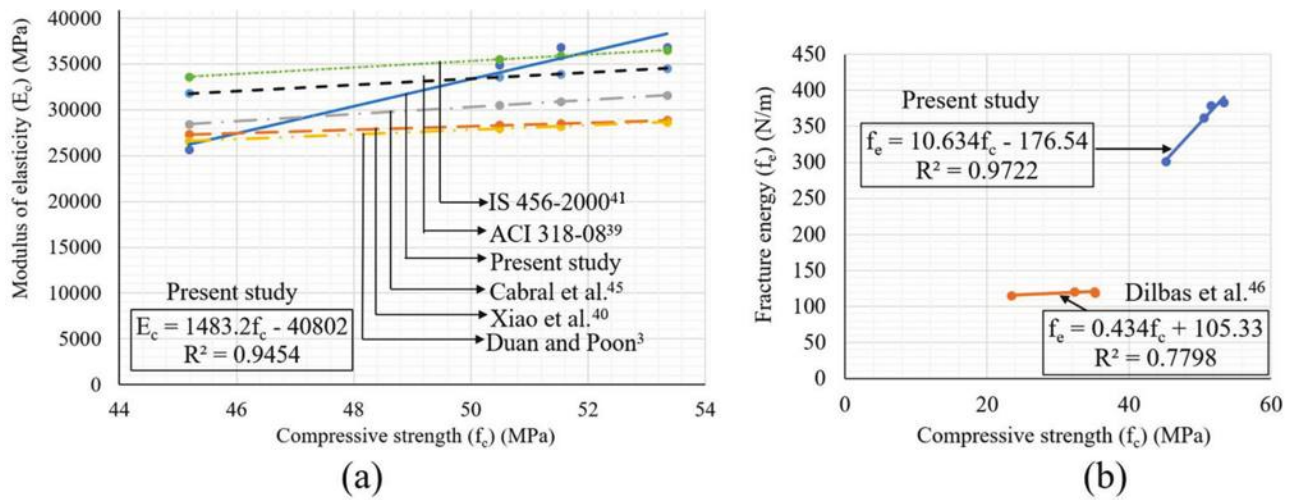 Modulus of elasticity (Ec) (MPa)
40000
35000
30000
25000
20000
15000
10000
5000
0
IS 456-2000⁴¹
ACI 318-08³⁹
Present study
Cabral et al.⁴⁵
Xiao et al.⁴⁰
Duan and Poon³
Present study
Ec = 1483.2fc - 40802
R² = 0.9454
44 46 48 50 52 54
Compressive strength (fc) (MPa)
(a)
Fracture energy (fe) (N/m)
450
400
350
300
250
200
150
100
50
0
Present study
fe = 10.634fc - 176.54
R² = 0.9722
Dilbas et al.⁴⁶
fe = 0.434fc + 105.33
R² = 0.7798
0 20 40 60
Compressive strength (fc) (MPa)
(b)